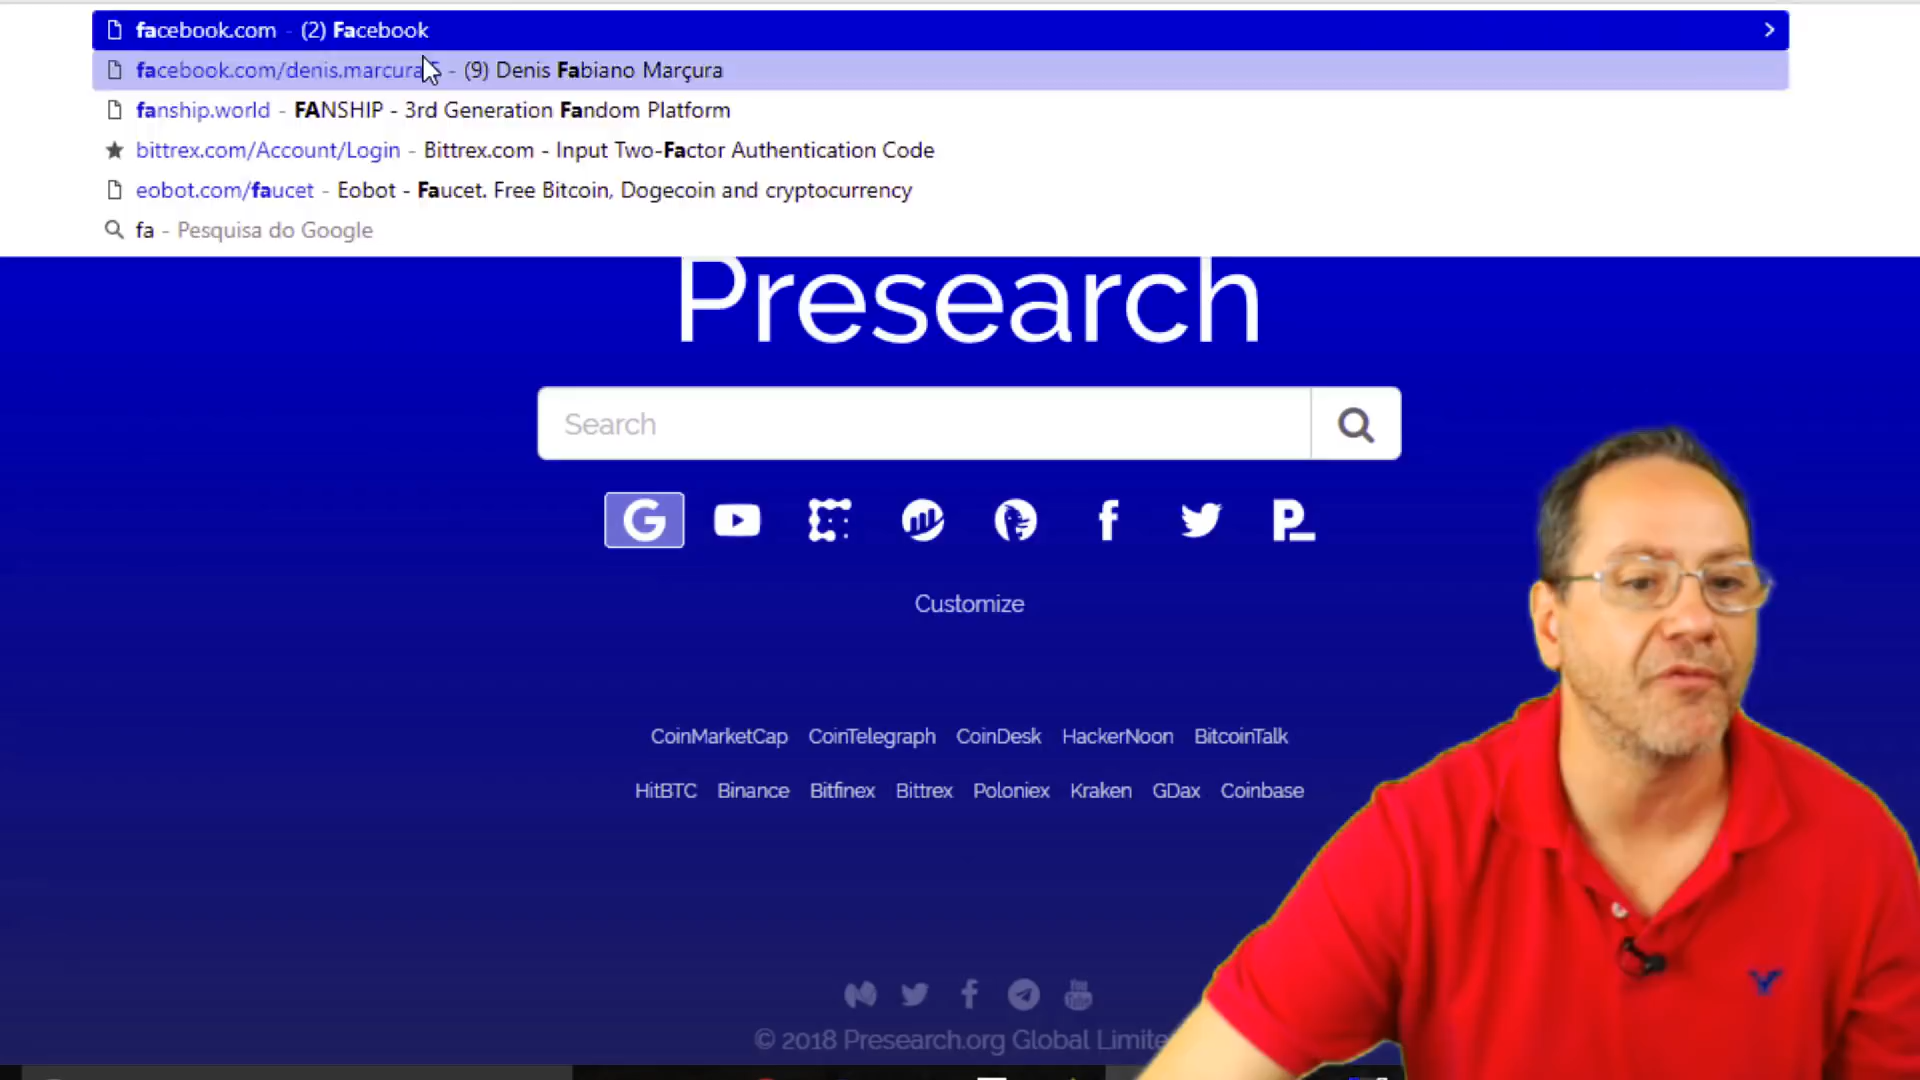 facebook.com - (2) Facebook
facebook.com/denis.marcura - (9) Denis Fabiano Marçura
fanship.world - FANSHIP - 3rd Generation Fandom Platform
bittrex.com/Account/Login - Bittrex.com - Input Two-Factor Authentication Code
eobot.com/faucet - Eobot - Faucet. Free Bitcoin, Dogecoin and cryptocurrency
fa - Pesquisa do Google
Presearch
Search
Customize
CoinMarketCap CoinTelegraph CoinDesk HackerNoon BitcoinTalk
HitBTC Binance Bitfinex Bittrex Poloniex Kraken GDax Coinbase
You Tube
© 2018 Presearch.org Global Limite